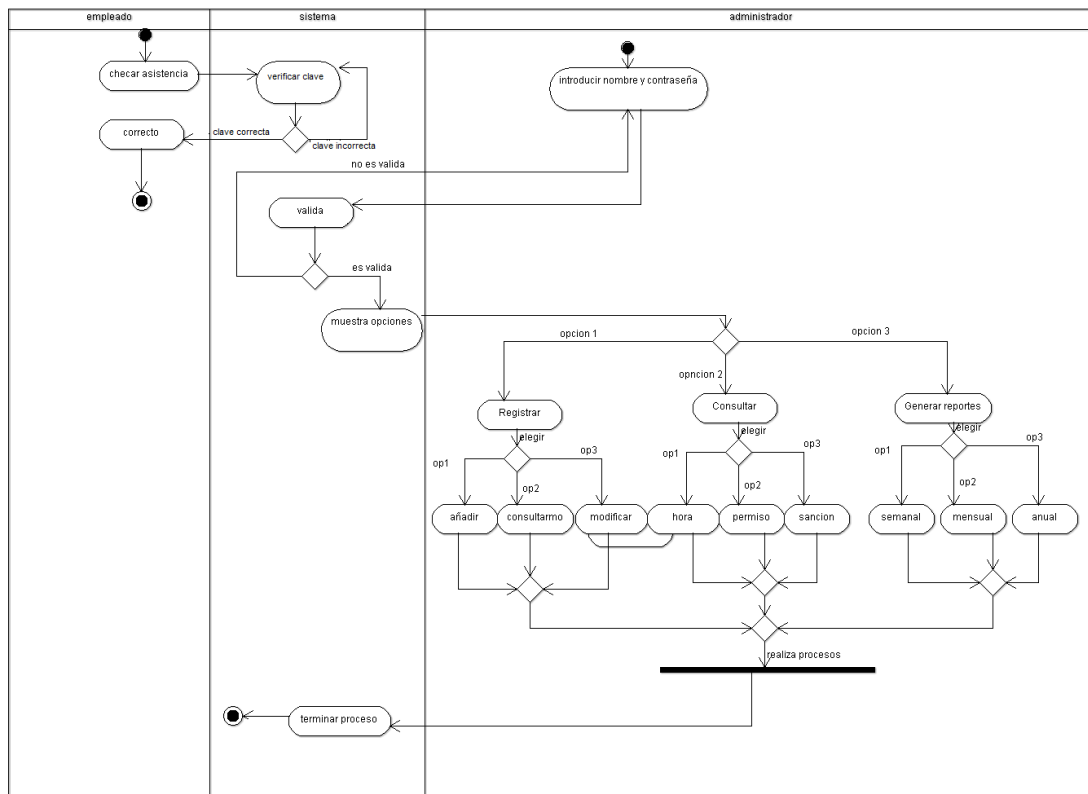 empleado
sistema
administrador
checar asistencia
verificar clave
introducir nombre y contraseña
correcto
clave correcta
clave incorrecta
no es valida
valida
es valida
muestra opciones
opcion 1
opcion 3
opncion 2
Registrar
Consultar
Generar reportes
elegir
elegir
elegir
op1
op3
op1
op3
op1
op3
op2
op2
op2
añadir
consultarmo
modificar
hora
permiso
sancion
semanal
mensual
anual
realiza procesos
terminar proceso